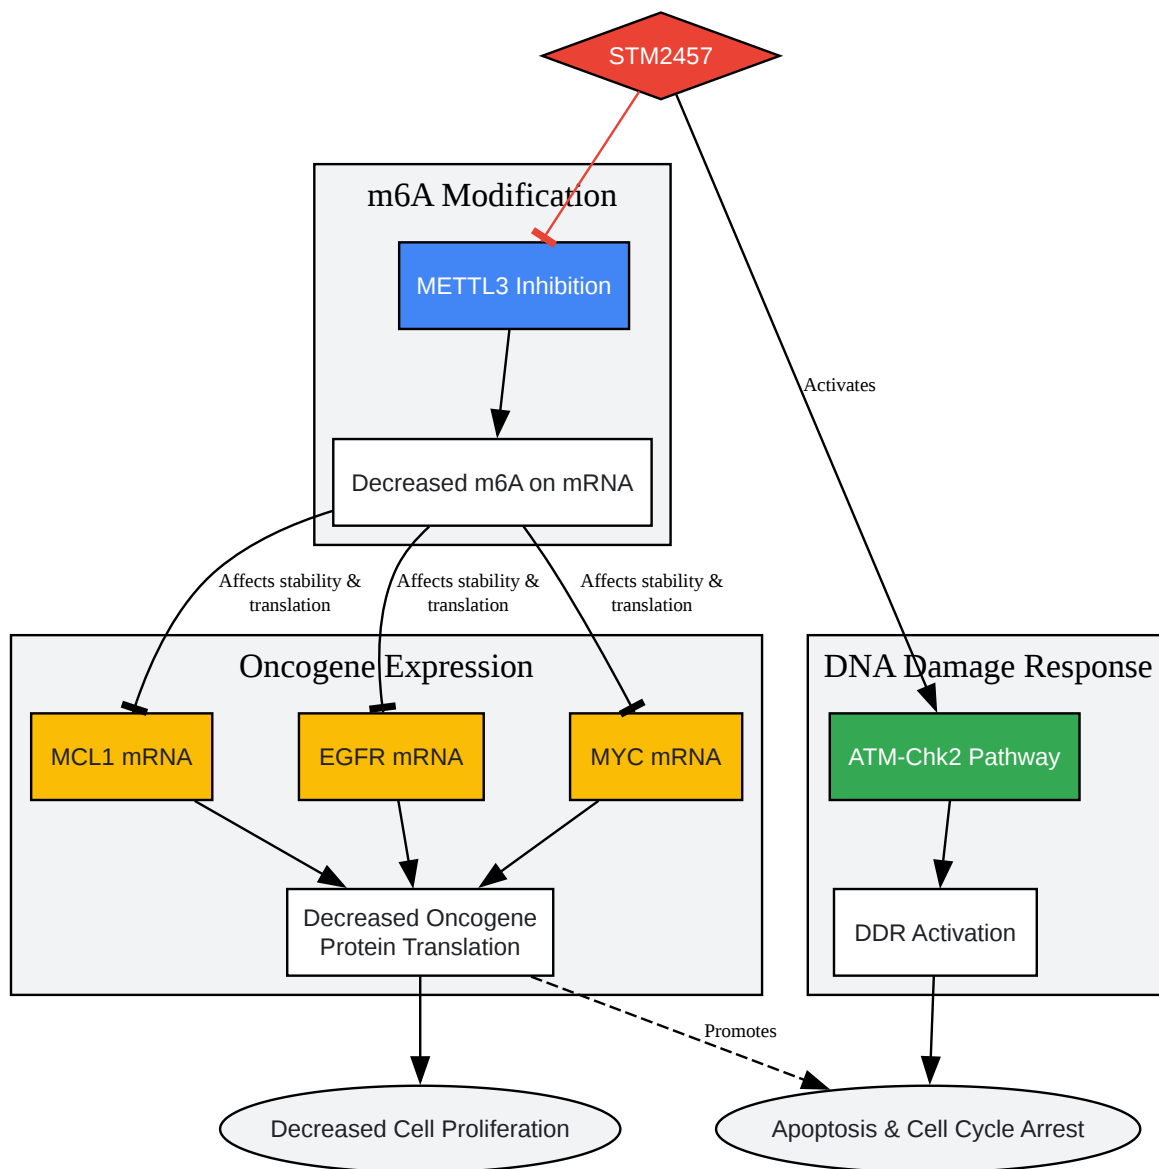 STM2457
m6A Modification
METTL3 Inhibition
Activates
Decreased m6A on mRNA
Affects stability &
translation
Affects stability &
translation
Affects stability &
translation
Oncogene Expression
DNA Damage Response
MCL1 mRNA
EGFR mRNA
MYC mRNA
ATM-Chk2 Pathway
Decreased Oncogene
Protein Translation
DDR Activation
Promotes
Decreased Cell Proliferation
Apoptosis & Cell Cycle Arrest